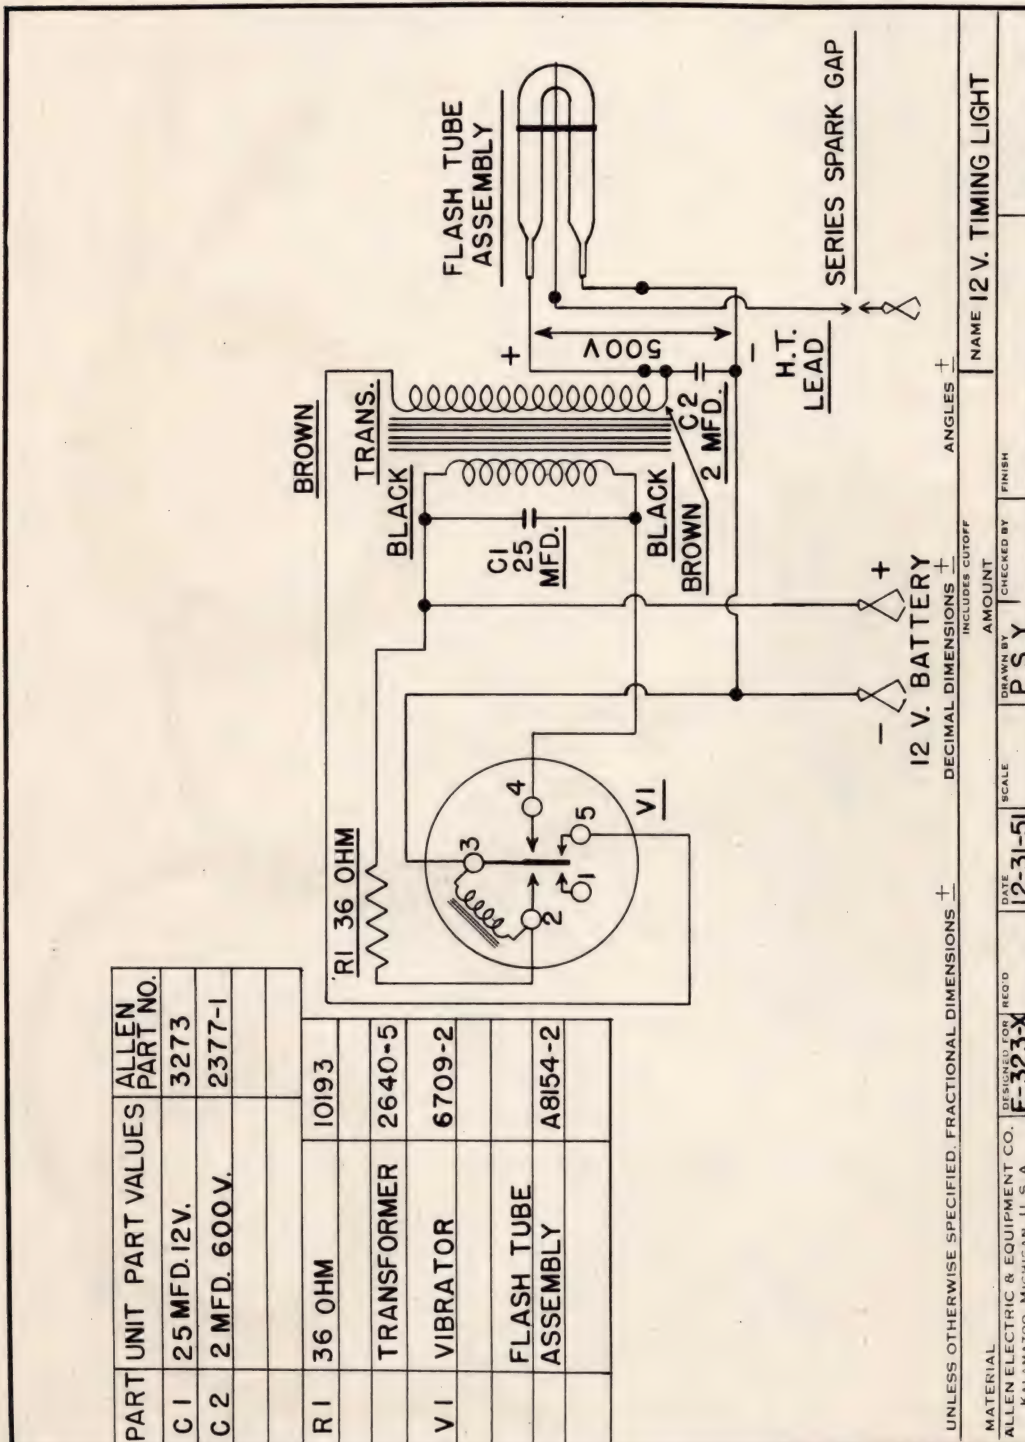 PART UNIT PART VALUES ALLEN PART NO.
C1 25 MFD. 12V. 3273
C2 2 MFD. 600 V. 2377-1
R1 36 OHM 10193
TRANSFORMER 2640-5
V1 VIBRATOR 6709-2
FLASH TUBE
ASSEMBLY A8154-2
FLASH TUBE
ASSEMBLY
BROWN
TRANS.
BLACK
R1 36 OHM
C1
25
MFD.
+
500V
C2
2 MFD.
-
H.T.
LEAD
SERIES SPARK GAP
BLACK
BROWN
3
4
2
1
5
V1
-
+
12 V. BATTERY
UNLESS OTHERWISE SPECIFIED, FRACTIONAL DIMENSIONS ± DECIMAL DIMENSIONS ± ANGLES ±
INCLUDES CUTOFF
MATERIAL AMOUNT NAME 12 V. TIMING LIGHT
ALLEN ELECTRIC & EQUIPMENT CO. DESIGNED FOR REQ'D DATE SCALE DRAWN BY CHECKED BY FINISH
KALAMAZOO, MICHIGAN, U.S.A. E-323-X 12-31-51 P S Y